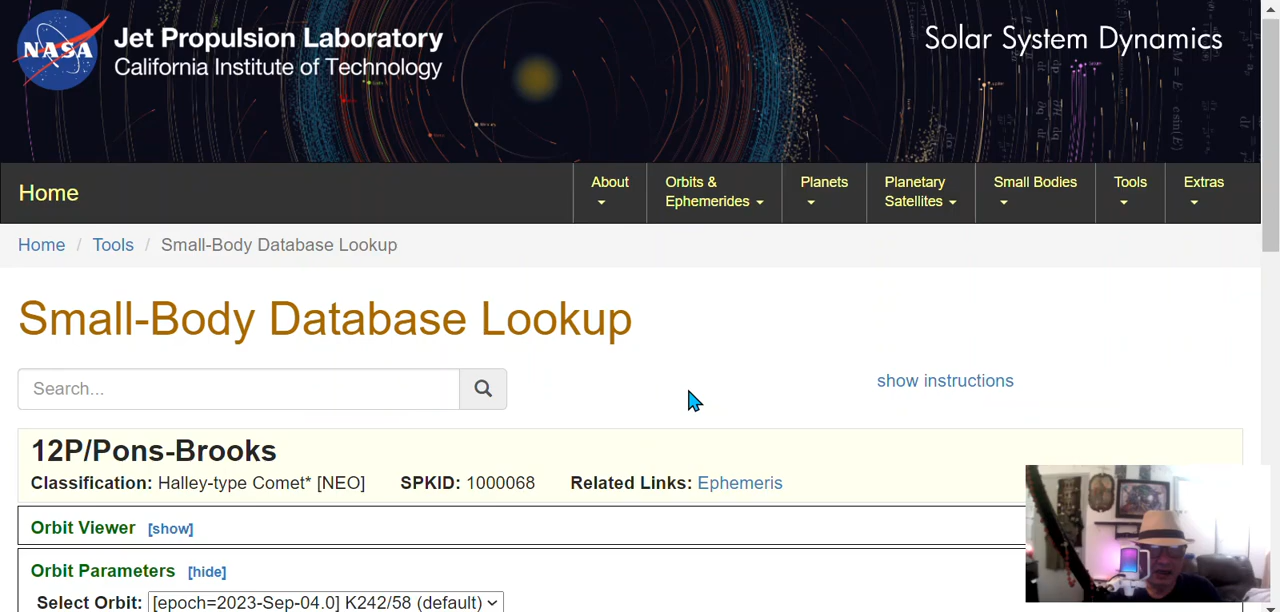 NASA
Jet Propulsion Laboratory
California Institute of Technology
Solar System Dynamics
Home
About
Orbits &
Ephemerides
Planets
Planetary
Satellites
Small Bodies
Tools
Extras
Home / Tools / Small-Body Database Lookup
Small-Body Database Lookup
Search...
show instructions
12P/Pons-Brooks
Classification: Halley-type Comet* [NEO] SPKID: 1000068 Related Links: Ephemeris
Orbit Viewer [show]
Orbit Parameters [hide]
Select Orbit: [epoch=2023-Sep-04.0] K242/58 (default)